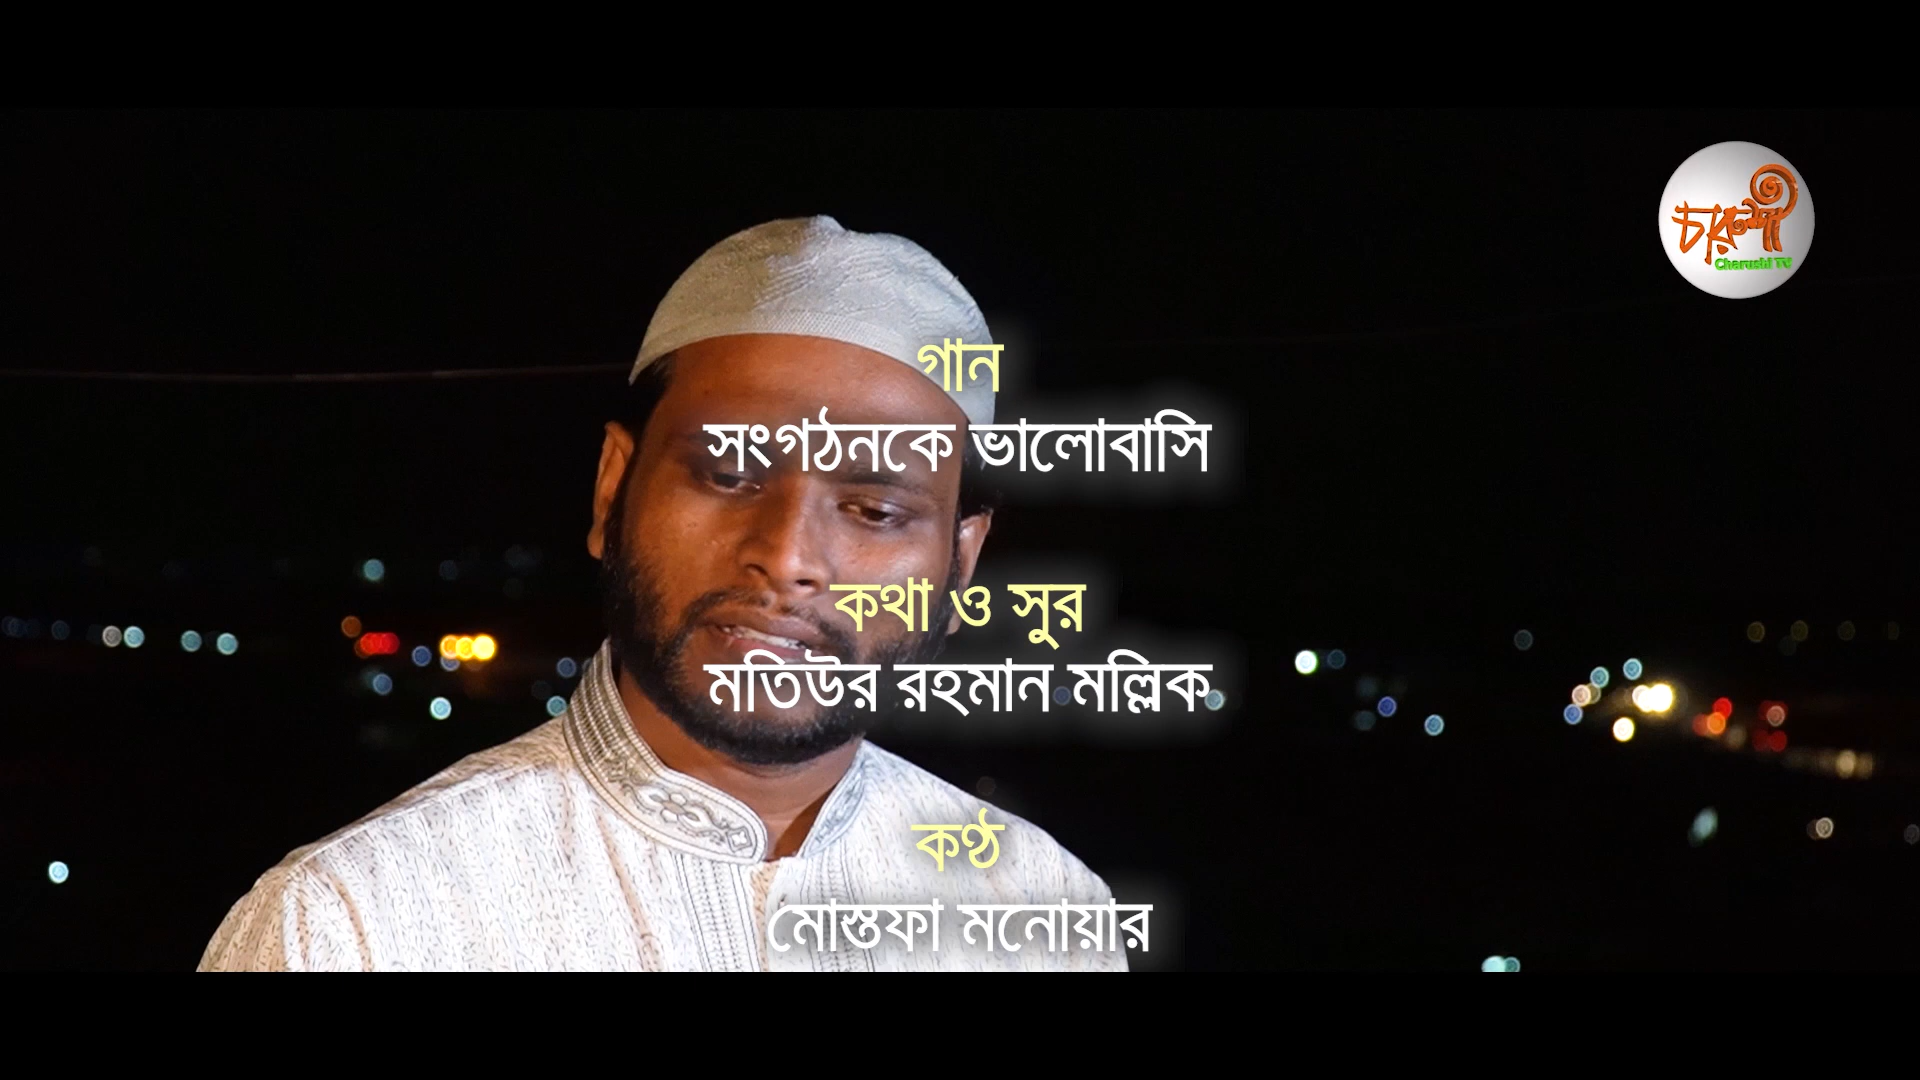 চারুশী
Charushi TV
গান
সংগঠনকে ভালোবাসি
কথা ও সুর
মতিউর রহমান মল্লিক
কণ্ঠ
মোস্তফা মনোয়ার